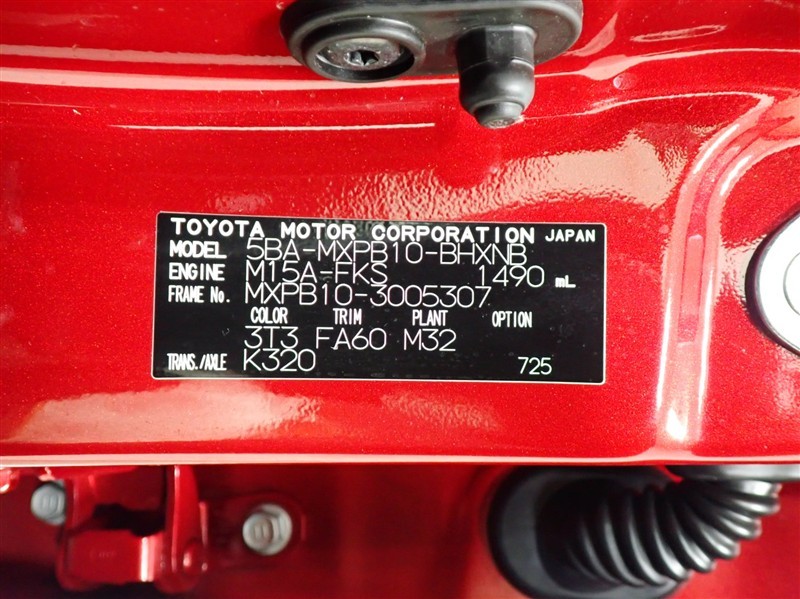 TOYOTA MOTOR CORPORATION JAPAN
MODEL 5BA-MXPB10-BHXNB
ENGINE M15A-FKS 1490 mL
FRAME No. MXPB10-3005307
COLOR TRIM PLANT OPTION
3T3 FA60 M32
TRANS./AXLE K320 725